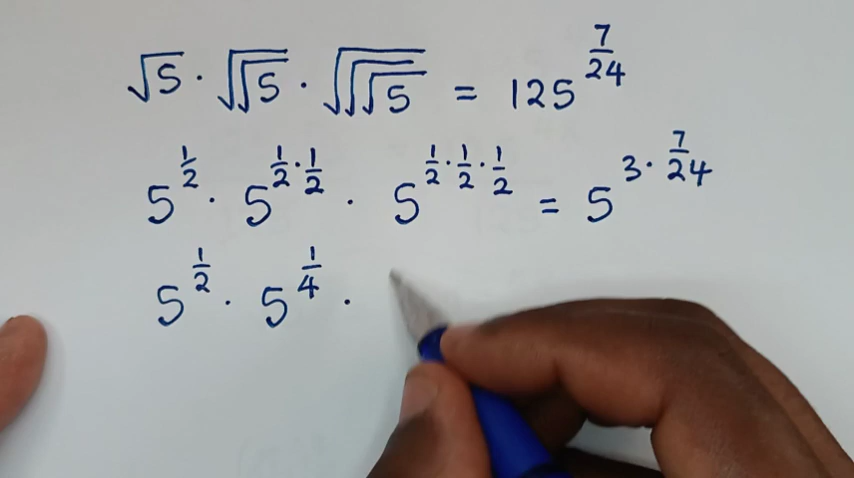 √5 · √√5 · √√√5 = 125^(7/24)
5^(1/2) · 5^(1/2 · 1/2) · 5^(1/2 · 1/2 · 1/2) = 5^(3 · 7/24)
5^(1/2) · 5^(1/4) ·